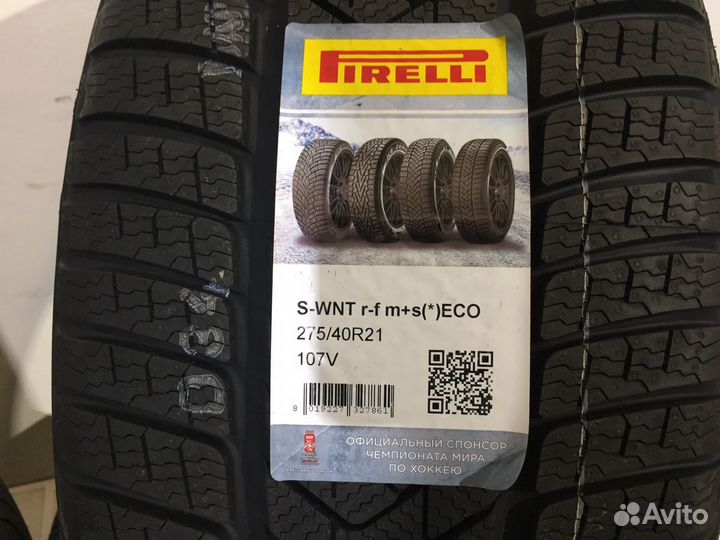 PIRELLI
S-WNT r-f m+s(*)ECO
275/40R21
107V
8 019227 327861
ОФИЦИАЛЬНЫЙ СПОНСОР
ЧЕМПИОНАТА МИРА
ПО ХОККЕЮ
Avito